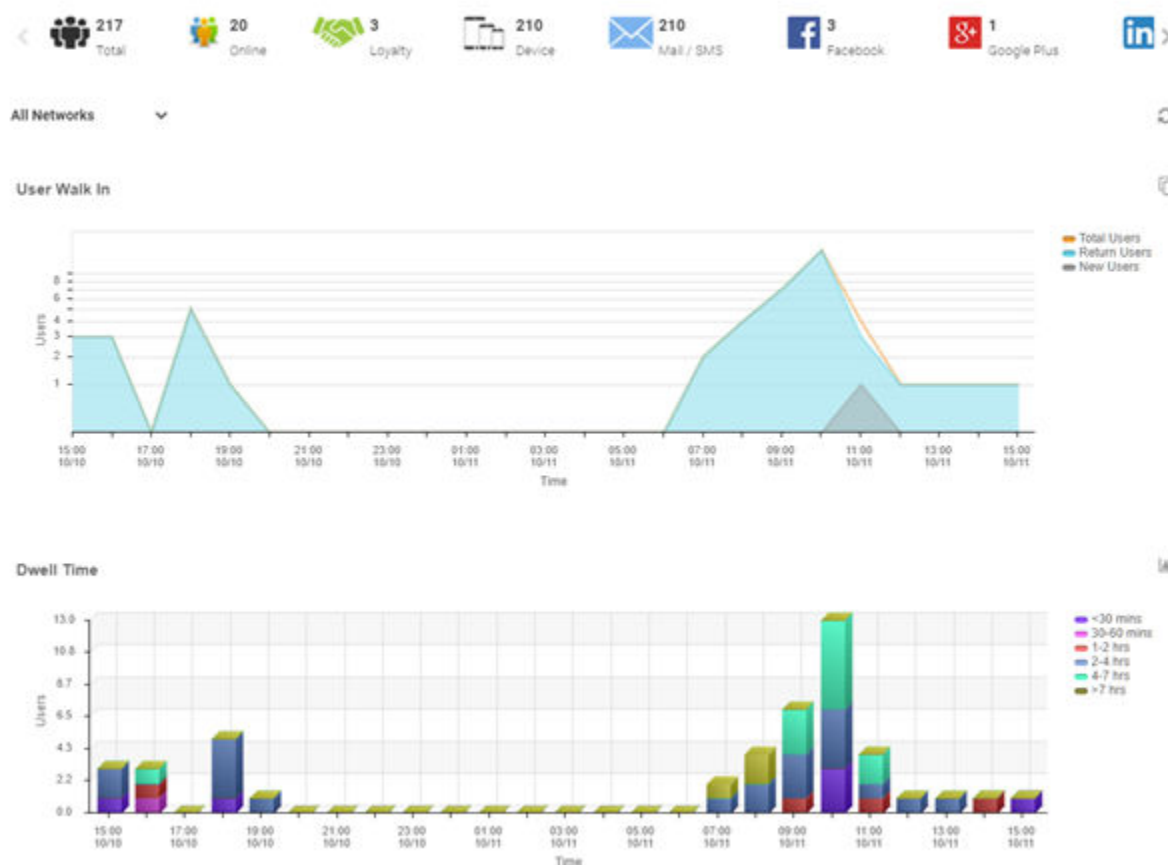 217
Total
20
Online
3
Loyalty
210
Device
210
Mail / SMS
3
Facebook
1
Google Plus
in
All Networks
User Walk In
Total Users
Return Users
New Users
8
6
4
3
2
1
Users
15:00 17:00 19:00 21:00 23:00 01:00 03:00 05:00 07:00 09:00 11:00 13:00 15:00
10/10 10/10 10/10 10/10 10/10 10/11 10/11 10/11 10/11 10/11 10/11 10/11 10/11
Time
Dwell Time
<30 mins
30-60 mins
1-2 hrs
2-4 hrs
4-7 hrs
>7 hrs
13.0
10.8
8.7
6.5
4.3
2.2
0.0
Users
15:00 17:00 19:00 21:00 23:00 01:00 03:00 05:00 07:00 09:00 11:00 13:00 15:00
10/10 10/10 10/10 10/10 10/10 10/11 10/11 10/11 10/11 10/11 10/11 10/11 10/11
Time